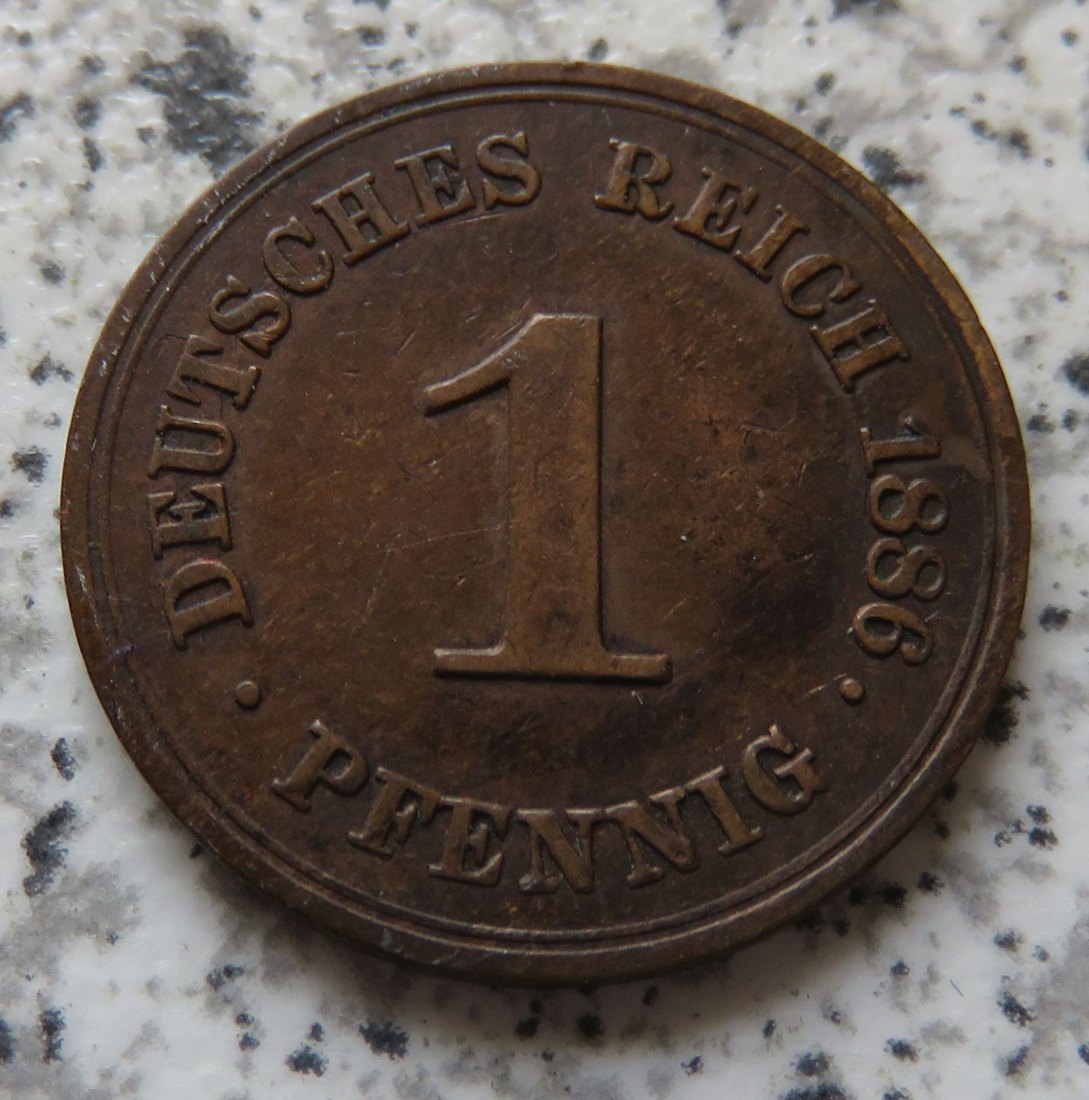 DEUTSCHES REICH 1886
1
· PFENNIG ·